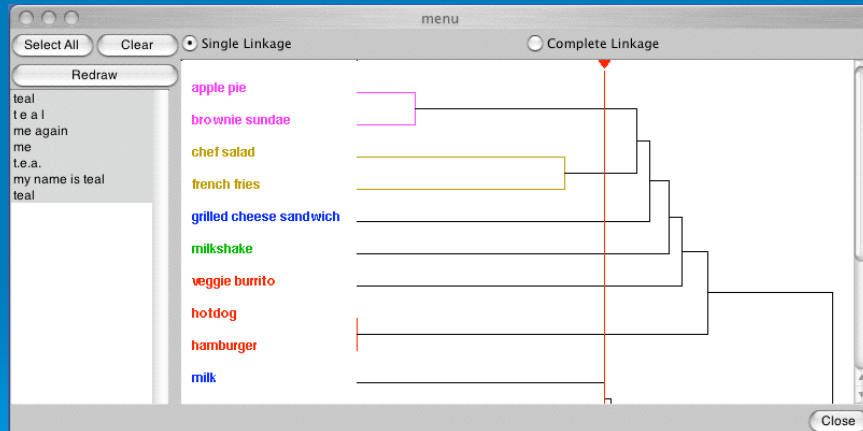 menu
Select All
Clear
Single Linkage
Complete Linkage
Redraw
teal
t e a l
me again
me
t.e.a.
my name is teal
teal
apple pie
brownie sundae
chef salad
french fries
grilled cheese sandwich
milkshake
veggie burrito
hotdog
hamburger
milk
Close